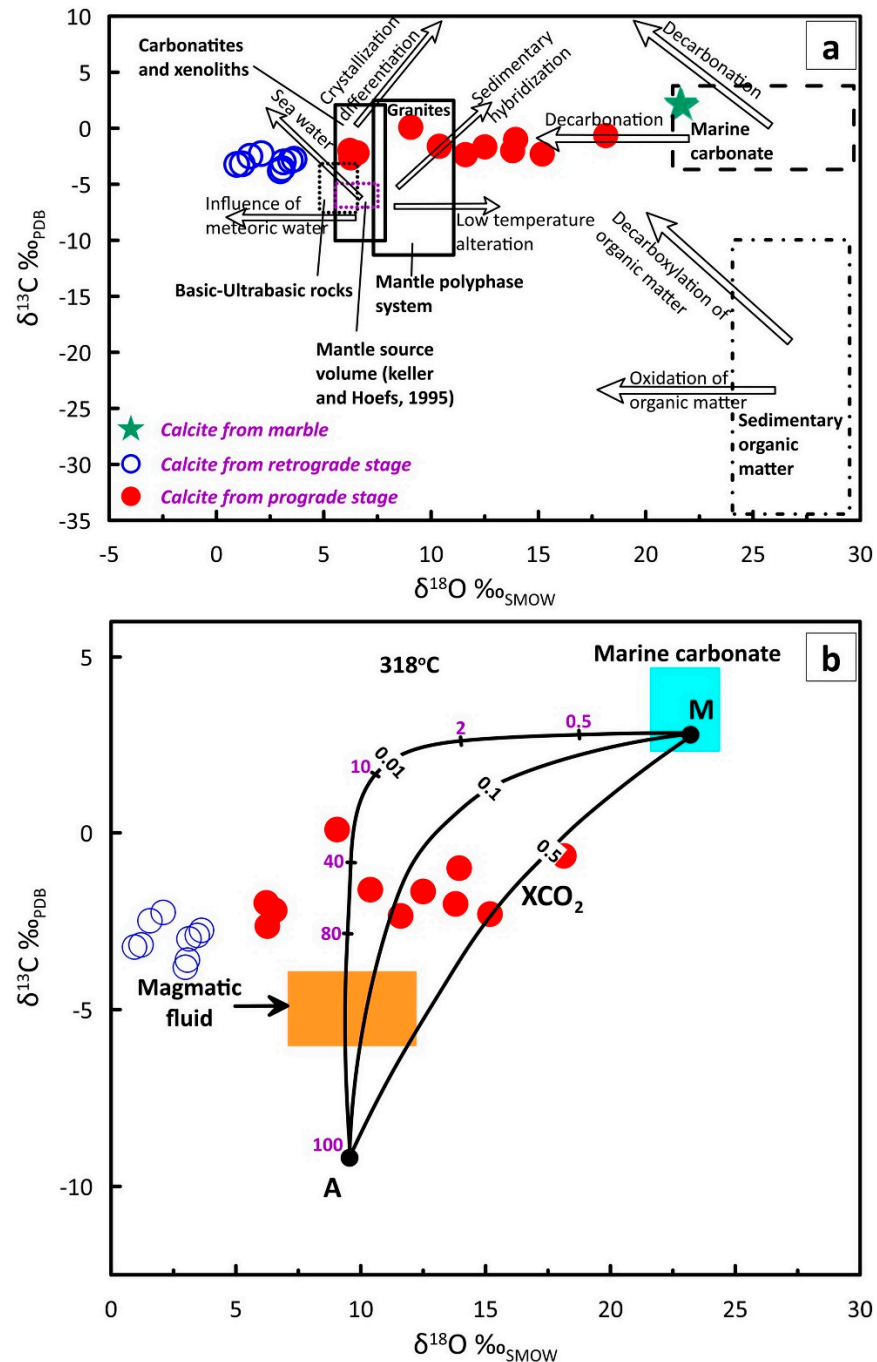 10
5
0
-5
-10
-15
-20
-25
-30
-35
δ¹³C ‰PDB
a
Carbonatites
and xenoliths
Crystallization
differentiation
Sea water
Granites
Sedimentary
hybridization
Decarbonation
Decarbonation
Marine
carbonate
Influence of
meteoric water
Low temperature
alteration
Basic-Ultrabasic rocks
Mantle polyphase
system
Mantle source
volume (keller
and Hoefs, 1995)
Decarboxylation of
organic matter
Oxidation of
organic matter
Sedimentary
organic
matter
Calcite from marble
Calcite from retrograde stage
Calcite from prograde stage
-5 0 5 10 15 20 25 30
δ¹⁸O ‰SMOW
b
318°C
Marine carbonate
M
5
0
-5
-10
δ¹³C ‰PDB
0.5
2
10
0.01
0.1
40
0.5
XCO₂
80
Magmatic
fluid
100
A
0 5 10 15 20 25 30
δ¹⁸O ‰SMOW